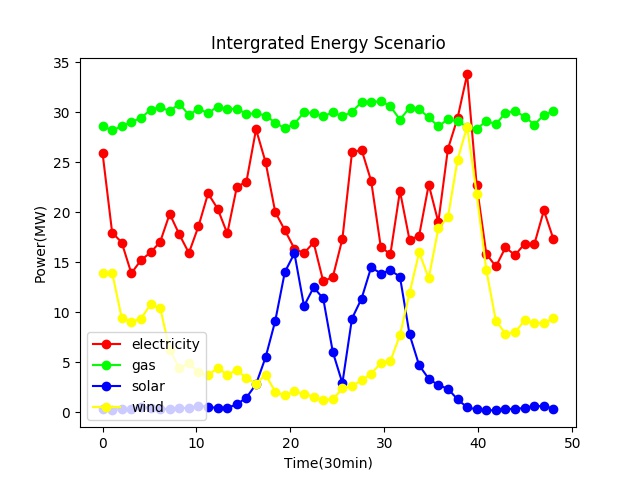 Intergrated Energy Scenario
Power(MW)
35
30
25
20
15
10
5
0
electricity
gas
solar
wind
0 10 20 30 40 50
Time(30min)